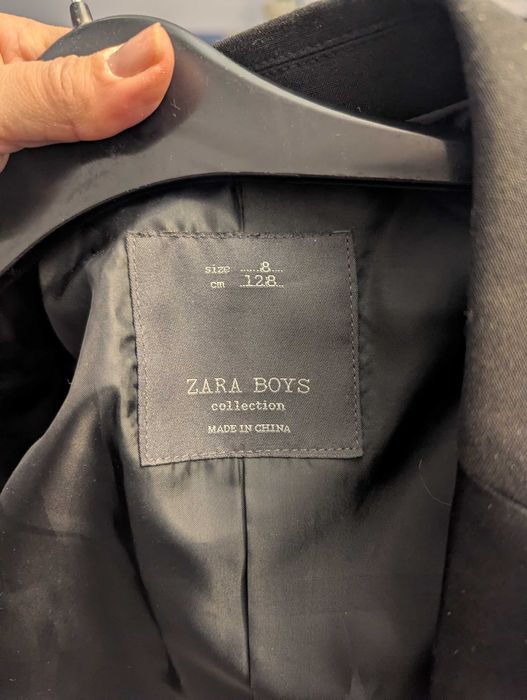 size 8
cm 128
ZARA BOYS
collection
MADE IN CHINA